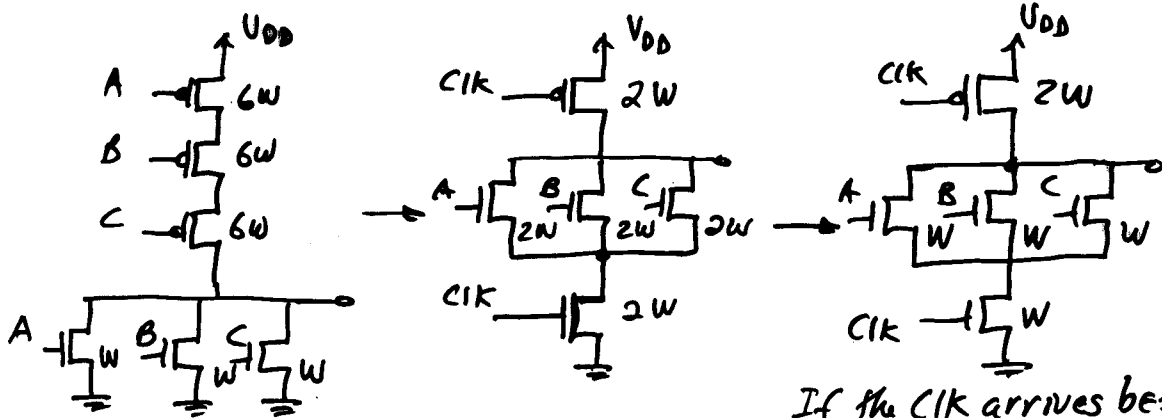 VDD VDD VDD
A 6W Clk 2W Clk 2W
B 6W
C 6W A B C A B C
2W 2W 2W W W W
A B C Clk 2W Clk W
W W W
If the Clk arrives